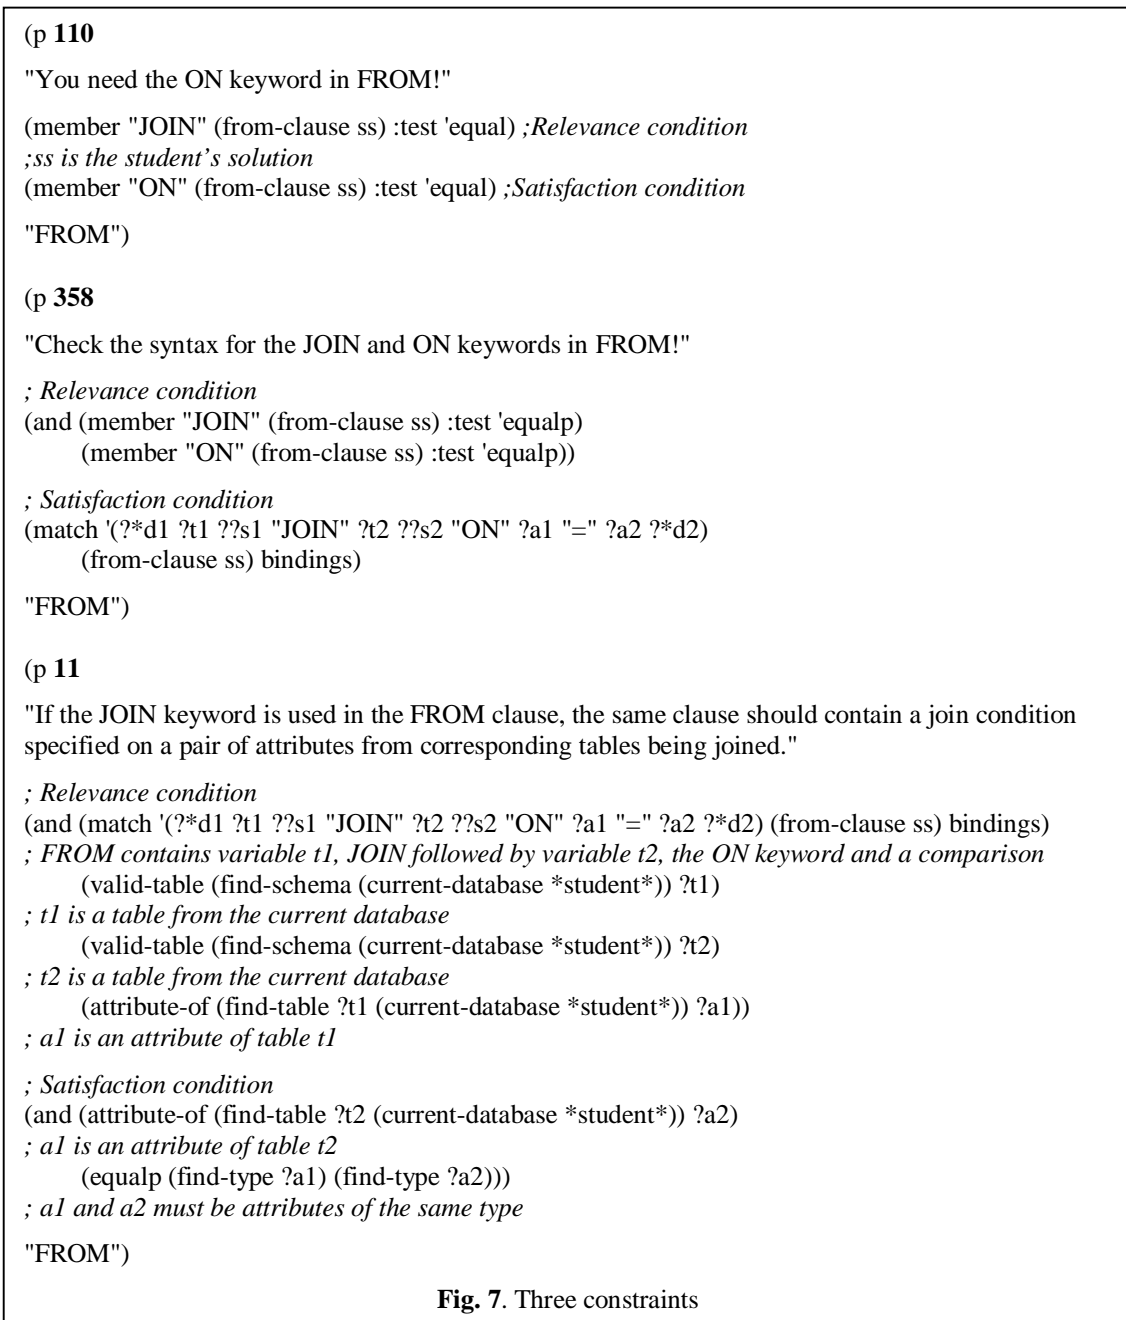 (p 110
"You need the ON keyword in FROM!"
(member "JOIN" (from-clause ss) :test 'equal) ;Relevance condition
;ss is the student's solution
(member "ON" (from-clause ss) :test 'equal) ;Satisfaction condition
"FROM")
(p 358
"Check the syntax for the JOIN and ON keywords in FROM!"
; Relevance condition
(and (member "JOIN" (from-clause ss) :test 'equalp)
(member "ON" (from-clause ss) :test 'equalp))
; Satisfaction condition
(match '(?*d1 ?t1 ??s1 "JOIN" ?t2 ??s2 "ON" ?a1 "=" ?a2 ?*d2)
(from-clause ss) bindings)
"FROM")
(p 11
"If the JOIN keyword is used in the FROM clause, the same clause should contain a join condition
specified on a pair of attributes from corresponding tables being joined."
; Relevance condition
(and (match '(?*d1 ?t1 ??s1 "JOIN" ?t2 ??s2 "ON" ?a1 "=" ?a2 ?*d2) (from-clause ss) bindings)
; FROM contains variable t1, JOIN followed by variable t2, the ON keyword and a comparison
(valid-table (find-schema (current-database *student*)) ?t1)
; t1 is a table from the current database
(valid-table (find-schema (current-database *student*)) ?t2)
; t2 is a table from the current database
(attribute-of (find-table ?t1 (current-database *student*)) ?a1))
; a1 is an attribute of table t1
; Satisfaction condition
(and (attribute-of (find-table ?t2 (current-database *student*)) ?a2)
; a1 is an attribute of table t2
(equalp (find-type ?a1) (find-type ?a2)))
; a1 and a2 must be attributes of the same type
"FROM")
Fig. 7. Three constraints